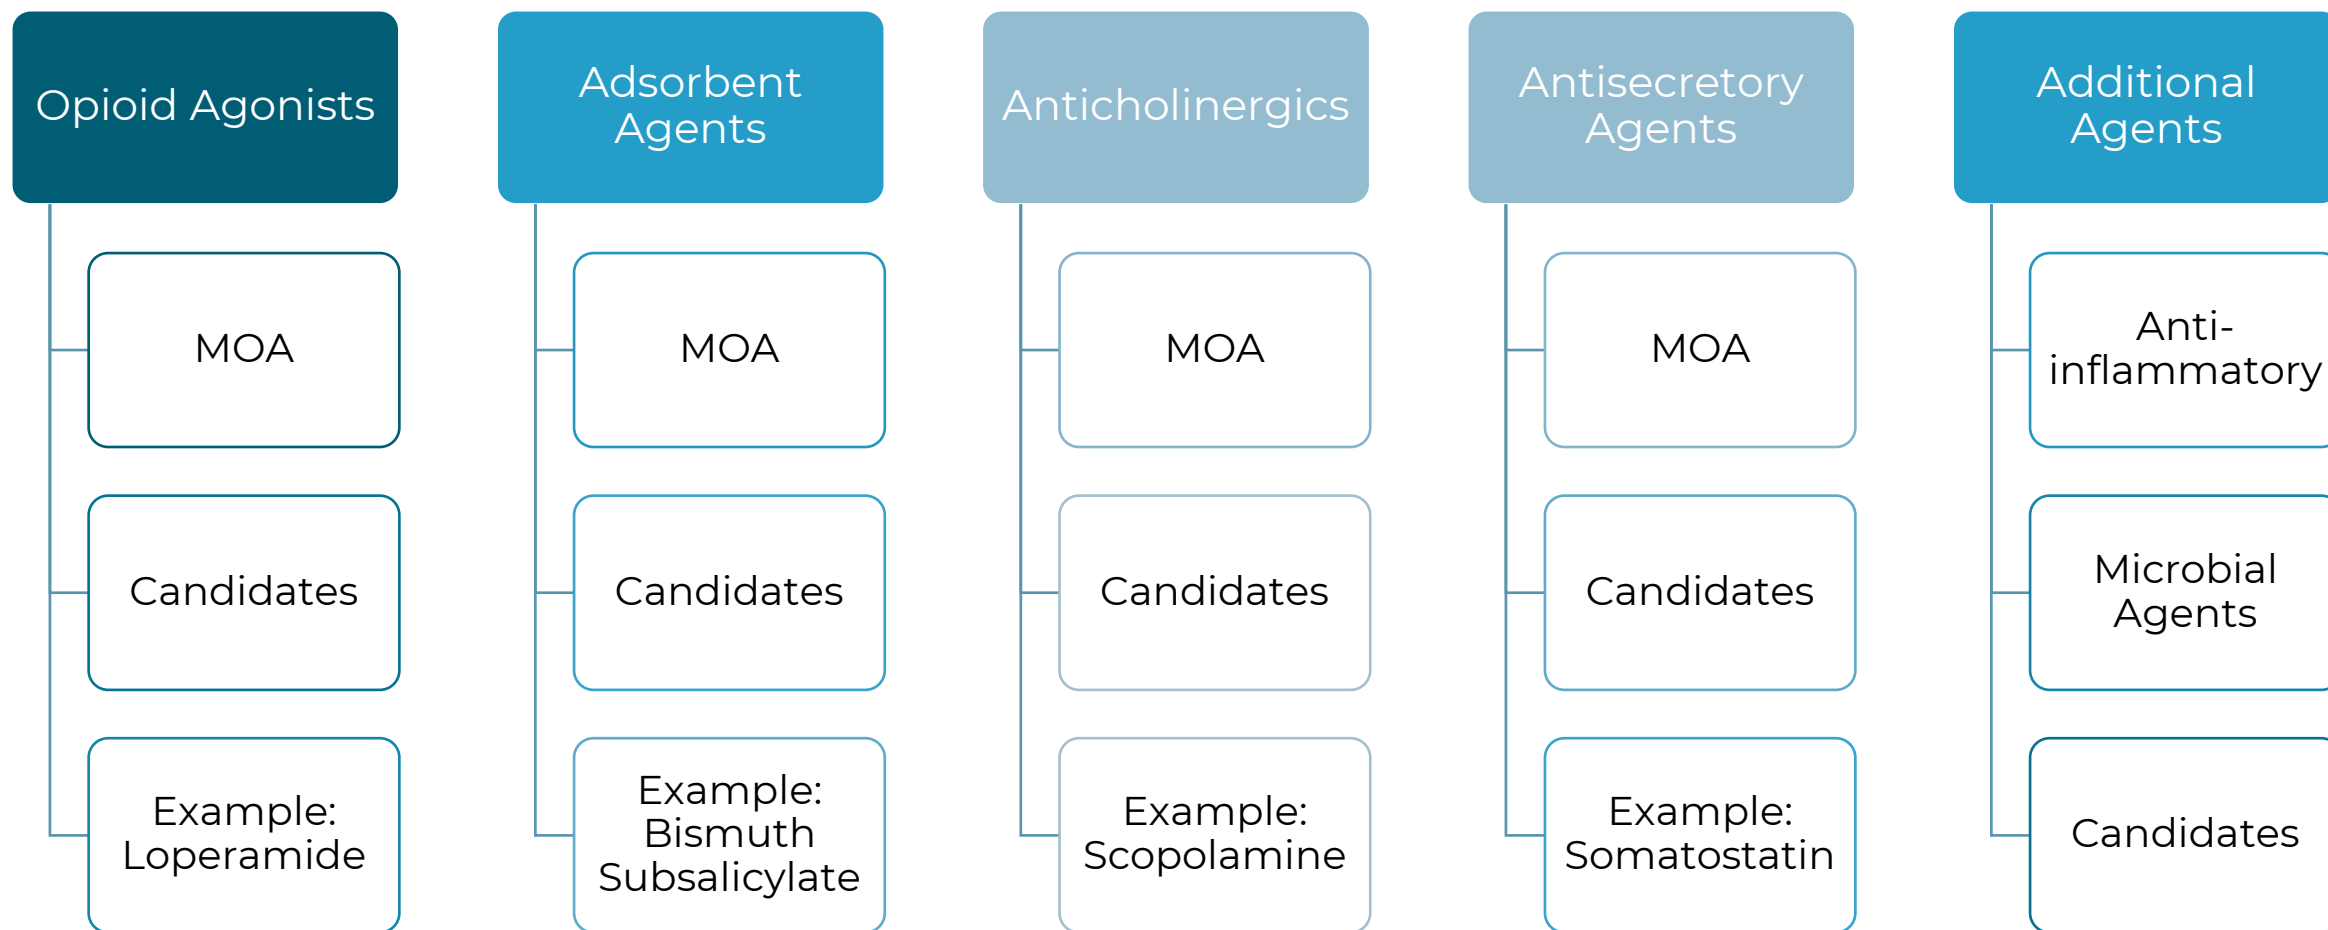 Opioid Agonists
MOA
Candidates
Example:
Loperamide
Adsorbent
Agents
MOA
Candidates
Example:
Bismuth
Subsalicylate
Anticholinergics
MOA
Candidates
Example:
Scopolamine
Antisecretory
Agents
MOA
Candidates
Example:
Somatostatin
Additional
Agents
Anti-
inflammatory
Microbial
Agents
Candidates